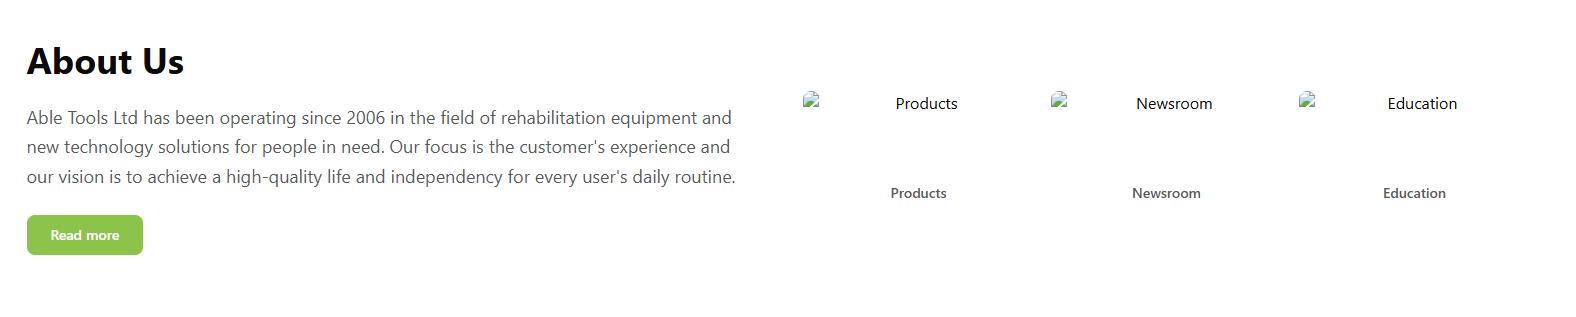 About Us
Able Tools Ltd has been operating since 2006 in the field of rehabilitation equipment and
new technology solutions for people in need. Our focus is the customer's experience and
our vision is to achieve a high-quality life and independency for every user's daily routine.
Read more
Products
Newsroom
Education
Products
Newsroom
Education